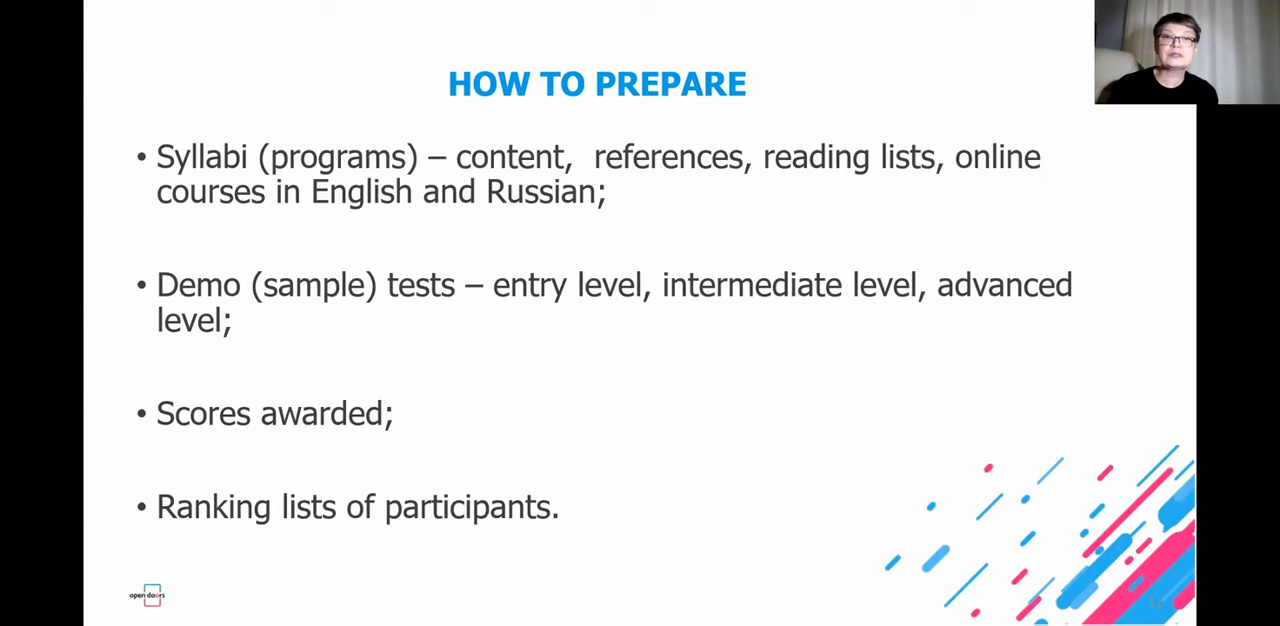 HOW TO PREPARE
• Syllabi (programs) – content,  references, reading lists, online
courses in English and Russian;
• Demo (sample) tests – entry level, intermediate level, advanced
level;
• Scores awarded;
• Ranking lists of participants.
open doors
11